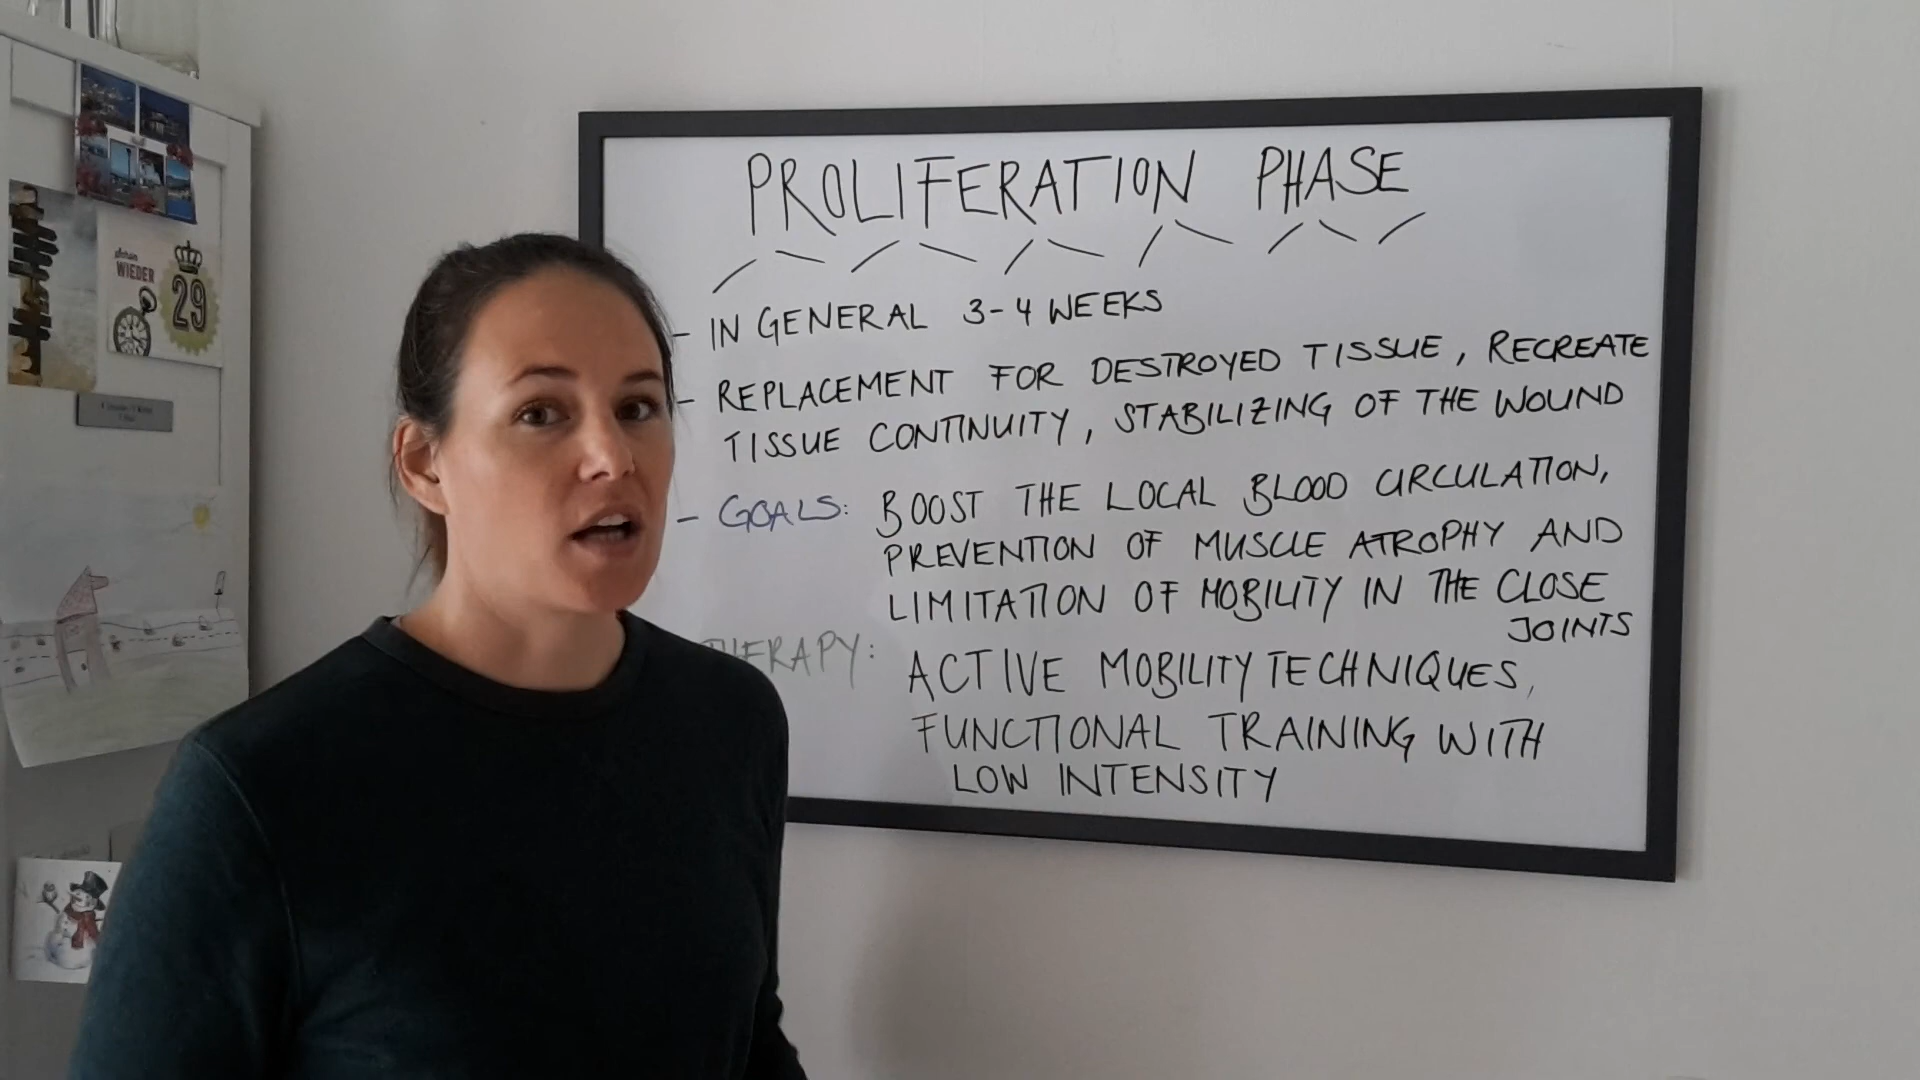 PROLIFERATION PHASE
- IN GENERAL 3-4 WEEKS
- REPLACEMENT FOR DESTROYED TISSUE, RECREATE
TISSUE CONTINUITY, STABILIZING OF THE WOUND
- GOALS: BOOST THE LOCAL BLOOD CIRCULATION,
PREVENTION OF MUSCLE ATROPHY AND
LIMITATION OF MOBILITY IN THE CLOSE
JOINTS
THERAPY: ACTIVE MOBILITY TECHNIQUES,
FUNCTIONAL TRAINING WITH
LOW INTENSITY
WIEDER
29